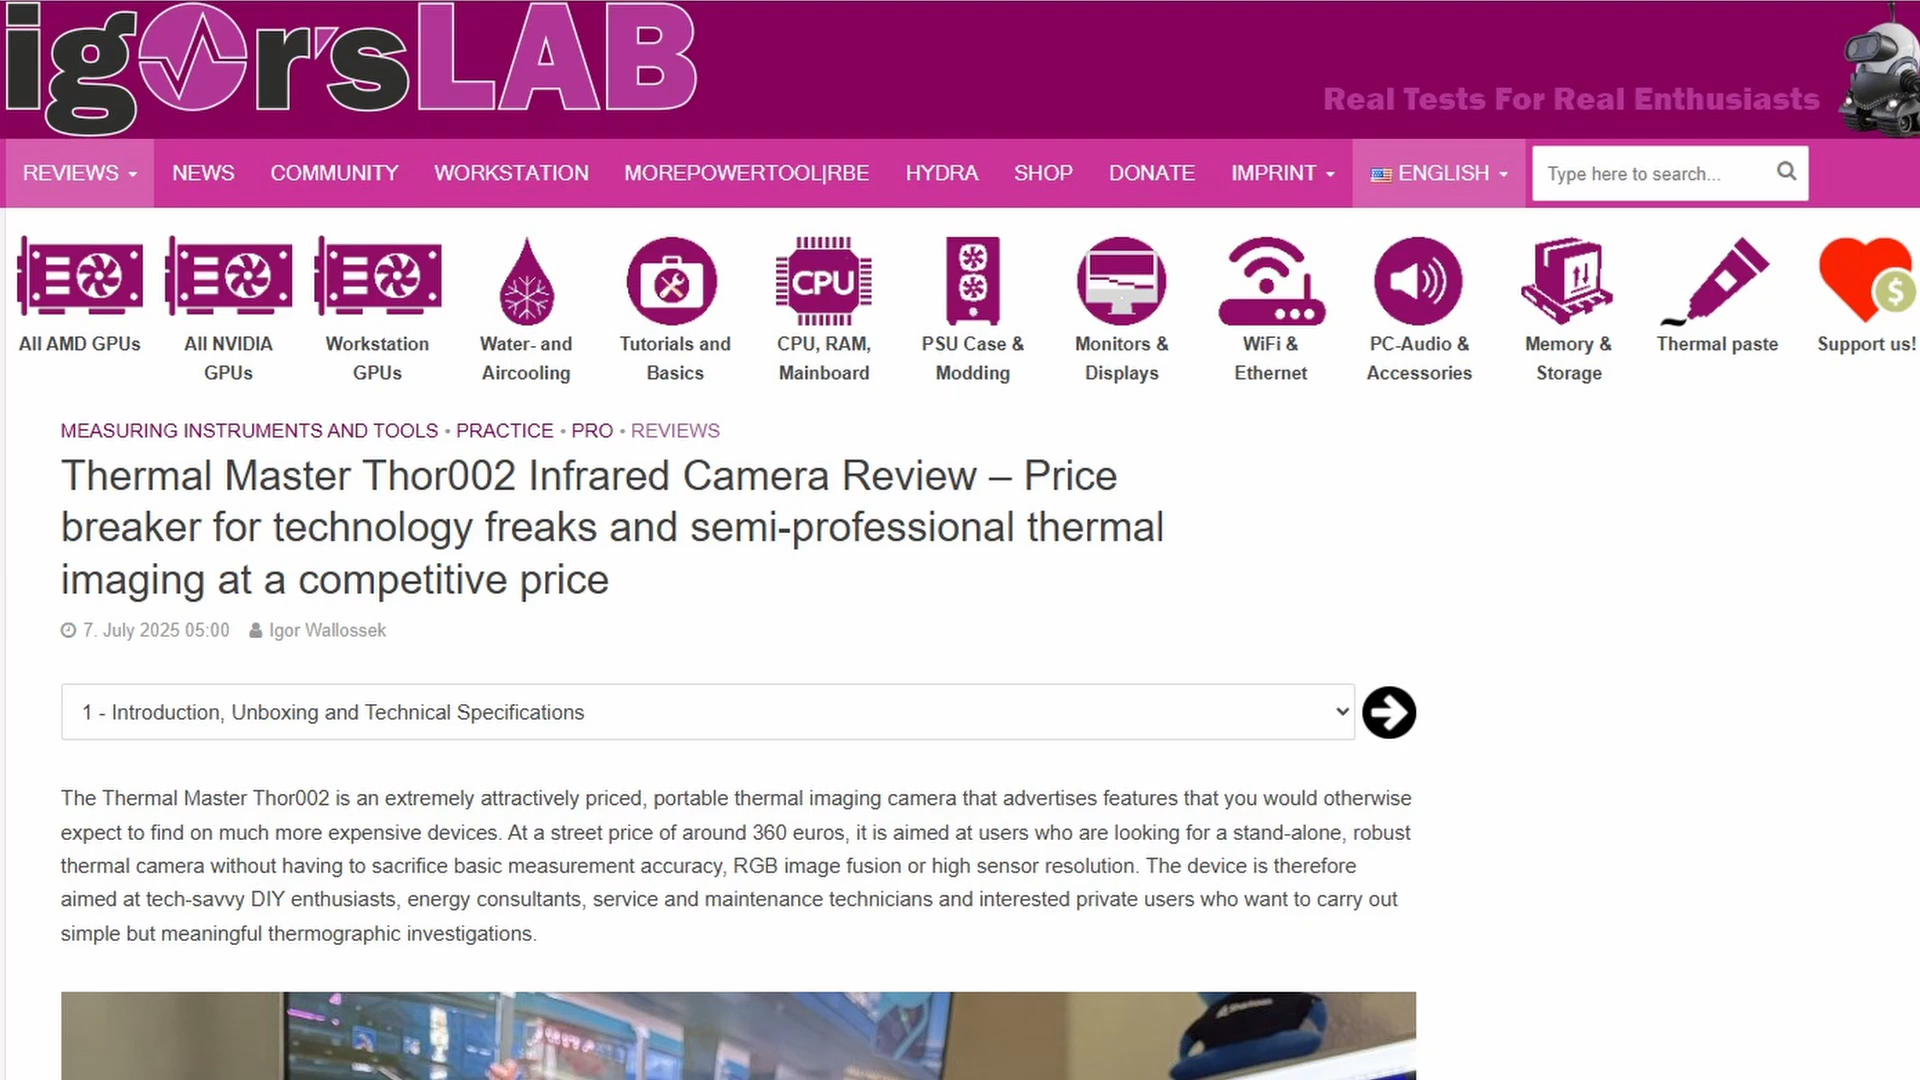 igor'sLAB
Real Tests For Real Enthusiasts
REVIEWS NEWS COMMUNITY WORKSTATION MOREPOWERTOOL|RBE HYDRA SHOP DONATE IMPRINT ENGLISH Type here to search...
CPU
$
All AMD GPUs
All NVIDIA
GPUs
Workstation
GPUs
Water- and
Aircooling
Tutorials and
Basics
CPU, RAM,
Mainboard
PSU Case &
Modding
Monitors &
Displays
WiFi &
Ethernet
PC-Audio &
Accessories
Memory &
Storage
Thermal paste
Support us!
MEASURING INSTRUMENTS AND TOOLS • PRACTICE • PRO • REVIEWS
Thermal Master Thor002 Infrared Camera Review – Price
breaker for technology freaks and semi-professional thermal
imaging at a competitive price
7. July 2025 05:00 Igor Wallossek
1 - Introduction, Unboxing and Technical Specifications
The Thermal Master Thor002 is an extremely attractively priced, portable thermal imaging camera that advertises features that you would otherwise
expect to find on much more expensive devices. At a street price of around 360 euros, it is aimed at users who are looking for a stand-alone, robust
thermal camera without having to sacrifice basic measurement accuracy, RGB image fusion or high sensor resolution. The device is therefore
aimed at tech-savvy DIY enthusiasts, energy consultants, service and maintenance technicians and interested private users who want to carry out
simple but meaningful thermographic investigations.